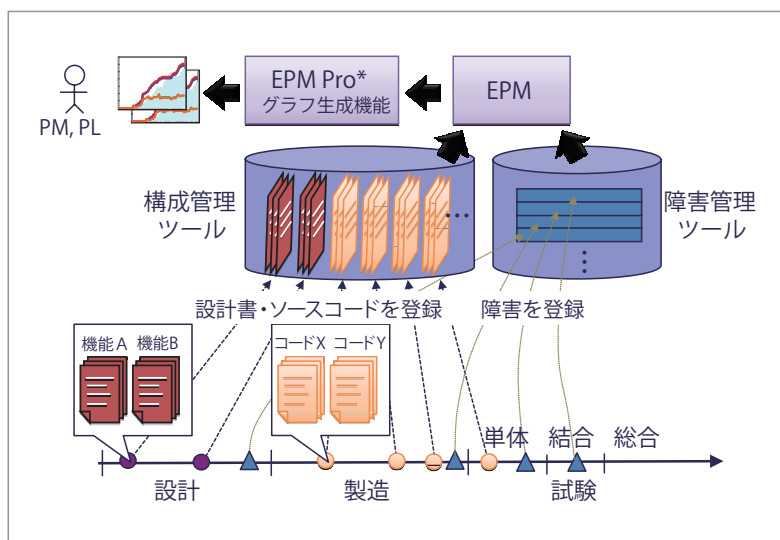 EPM Pro*
グラフ生成機能
EPM
PM, PL
構成管理
ツール
…
障害管理
ツール
設計書・ソースコードを登録
障害を登録
機能A
機能B
コードX
コードY
単体
結合
総合
設計
製造
試験